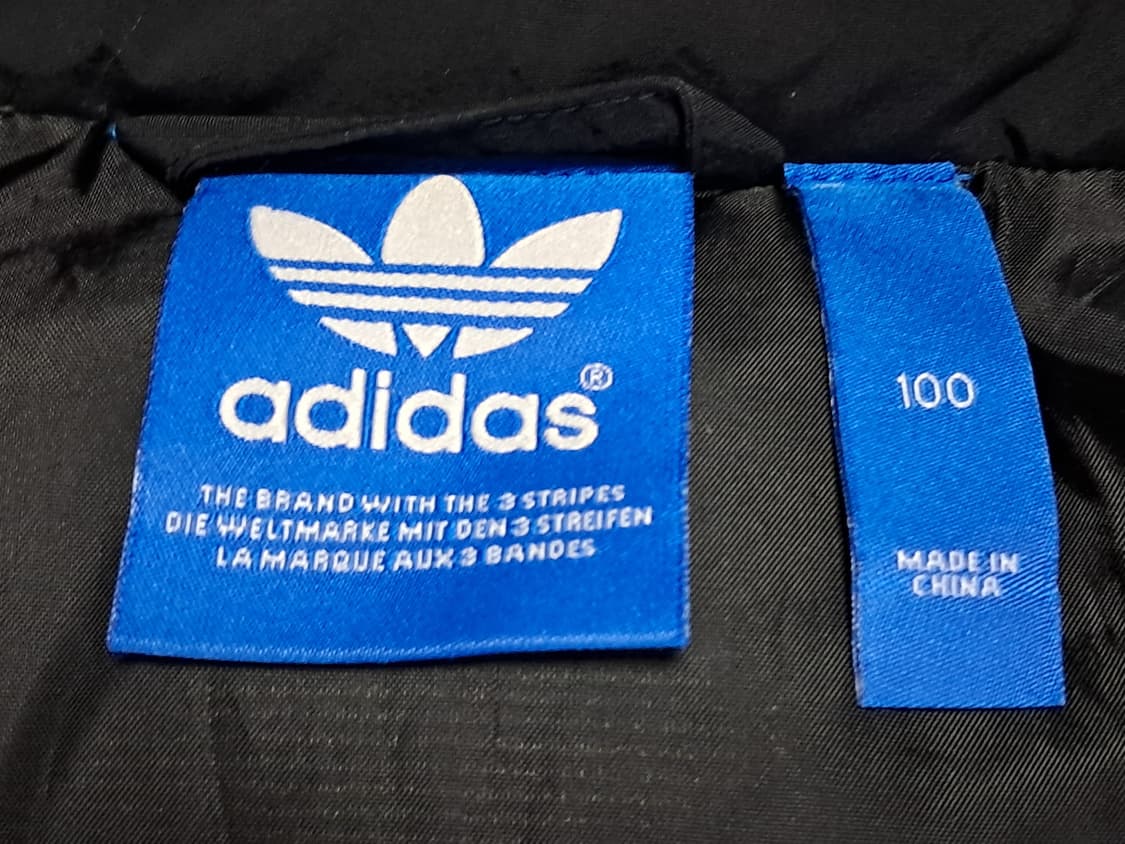 adidas®
THE BRAND WITH THE 3 STRIPES
DIE WELTMARKE MIT DEN 3 STREIFEN
LA MARQUE AUX 3 BANDES
100
MADE IN
CHINA